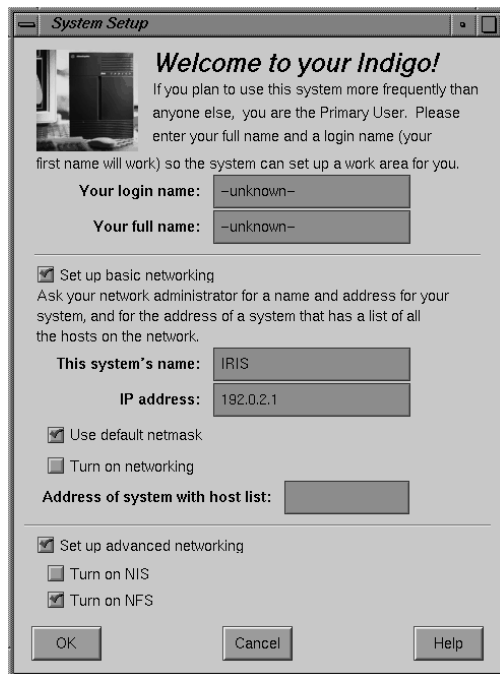 System Setup
Welcome to your Indigo!
If you plan to use this system more frequently than
anyone else, you are the Primary User. Please
enter your full name and a login name (your
first name will work) so the system can set up a work area for you.
Your login name: –unknown–
Your full name: –unknown–
Set up basic networking
Ask your network administrator for a name and address for your
system, and for the address of a system that has a list of all
the hosts on the network.
This system's name: IRIS
IP address: 192.0.2.1
Use default netmask
Turn on networking
Address of system with host list:
Set up advanced networking
Turn on NIS
Turn on NFS
OK Cancel Help